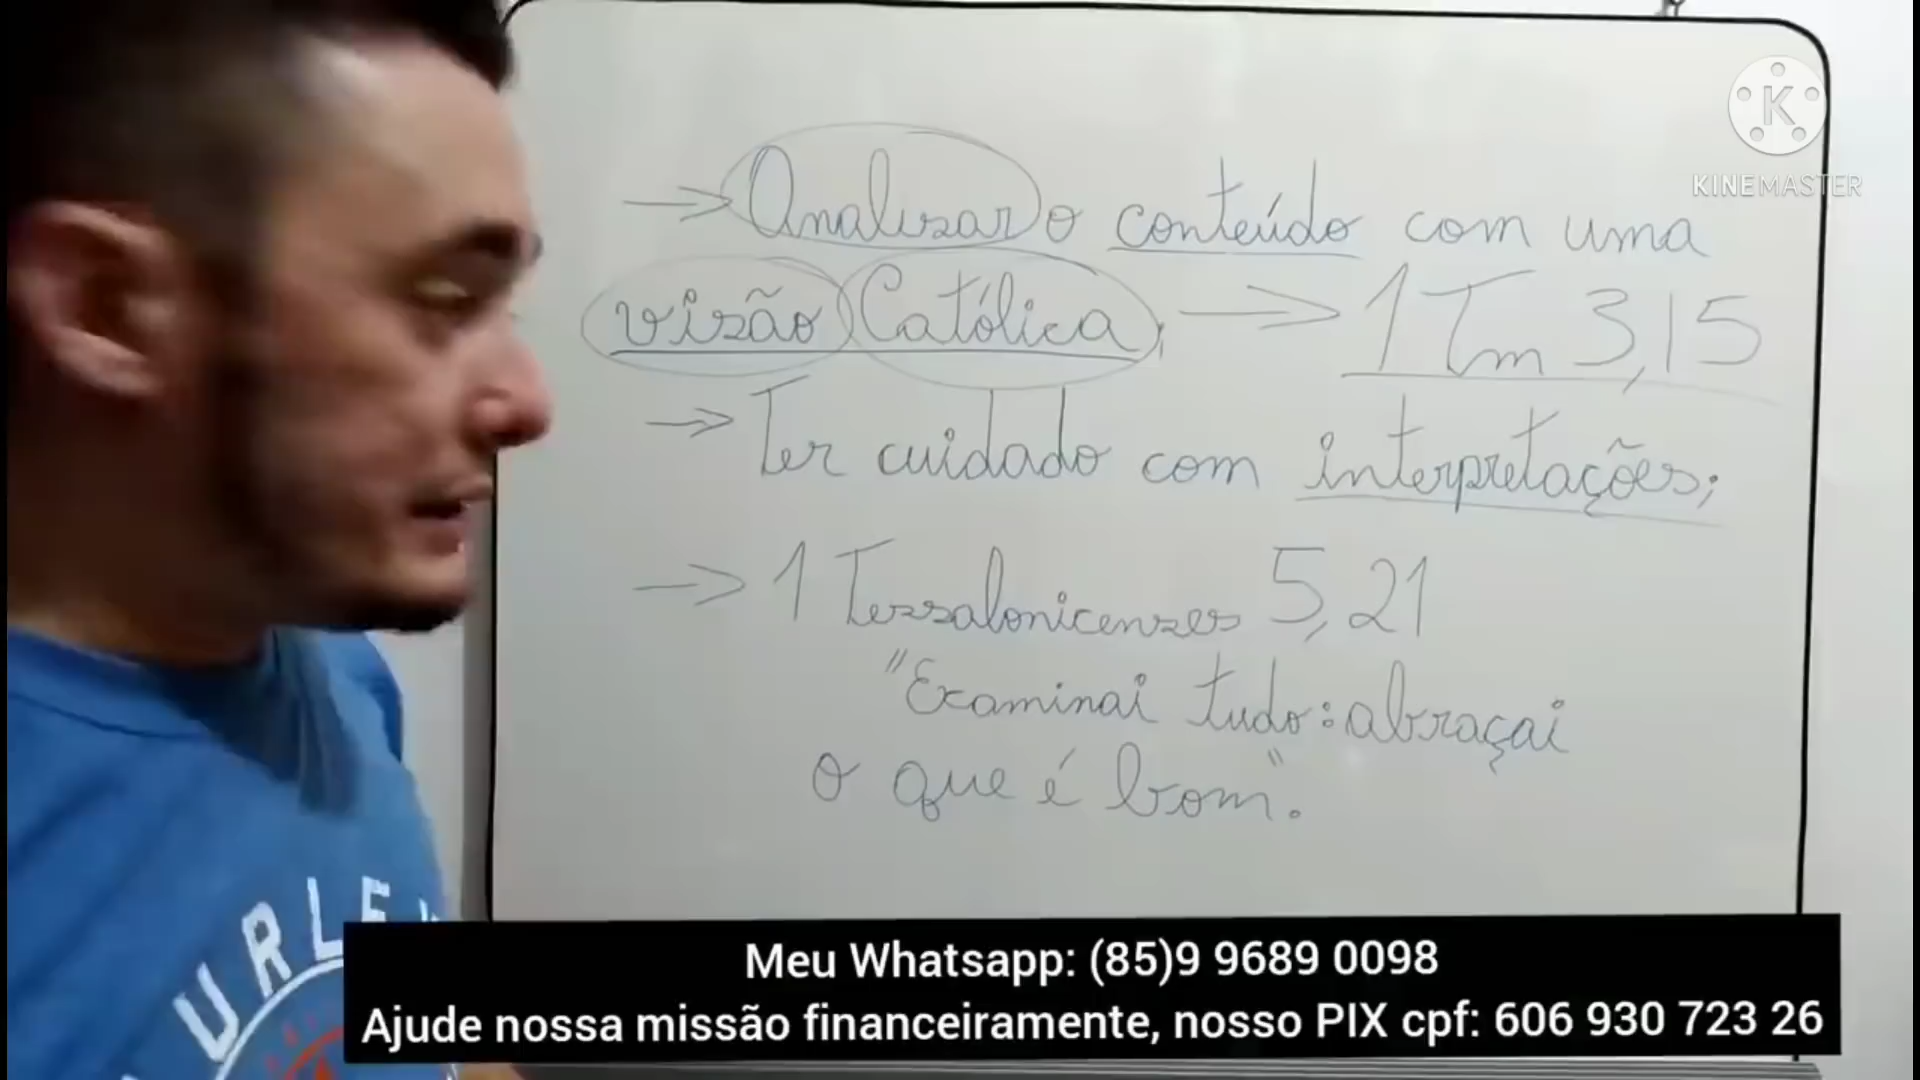 KINEMASTER
→ Analisar o conteúdo com uma
visão Católica; → 1 Tm 3,15
→ Ter cuidado com interpretações;
→ 1 Tessalonicenses 5,21
"Examinai tudo: abraçai
o que é bom".
URLE
Meu Whatsapp: (85)9 9689 0098
Ajude nossa missão financeiramente, nosso PIX cpf: 606 930 723 26